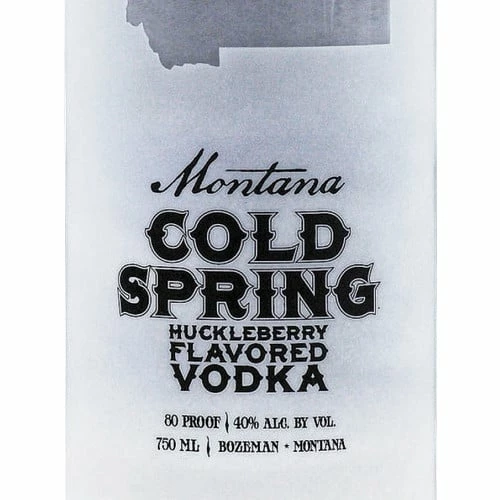 Montana
COLD
SPRING
HUCKLEBERRY
FLAVORED
VODKA
80 PROOF | 40% ALC. BY VOL.
750 ML | BOZEMAN • MONTANA